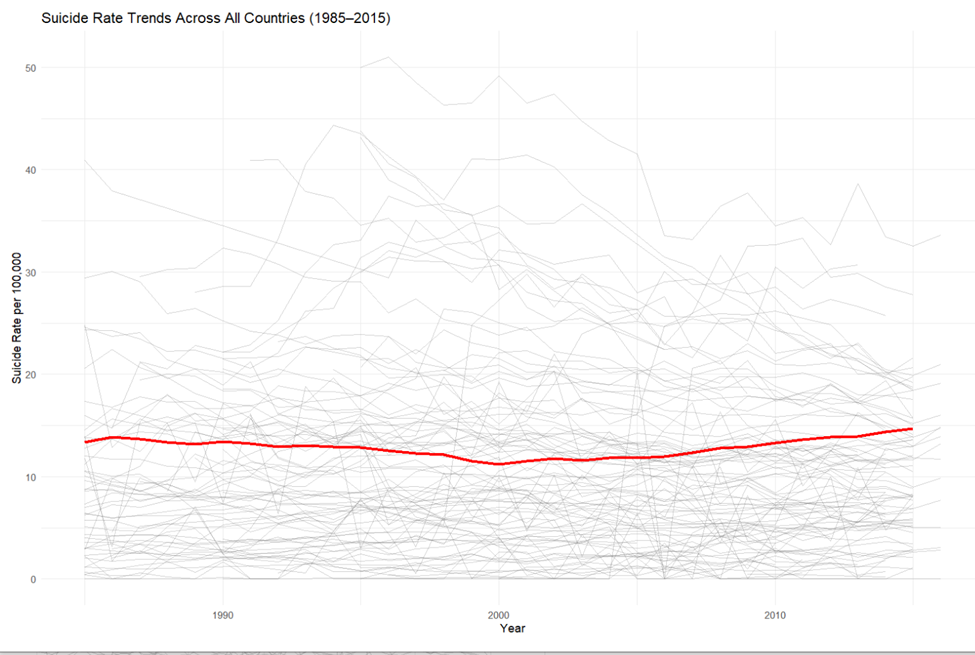 Suicide Rate Trends Across All Countries (1985–2015)
50
40
30
20
10
0
Suicide Rate per 100,000
1990 2000 2010
Year